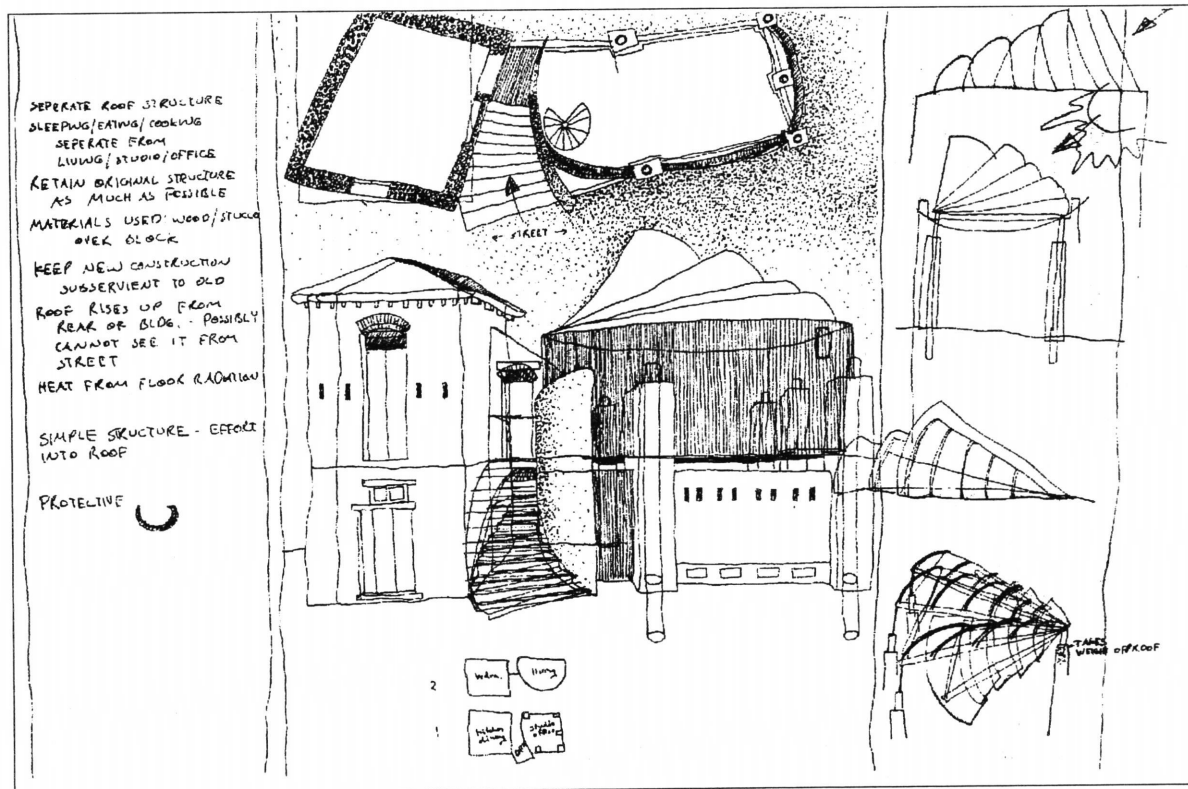 SEPERATE ROOF STRUCTURE
SLEEPING/EATING/COOKING
SEPERATE FROM
LIVING/STUDIO/OFFICE
RETAIN ORIGINAL STRUCTURE
AS MUCH AS POSSIBLE
MATERIALS USED: WOOD/STUCCO
OVER BLOCK
KEEP NEW CONSTRUCTION
SUBSERVIENT TO OLD
ROOF RISES UP FROM
REAR OF BLDG. - POSSIBLY
CANNOT SEE IT FROM
STREET
HEAT FROM FLOOR RADIATION
SIMPLE STRUCTURE - EFFORT
INTO ROOF
PROTECTIVE
STREET
TAKES
WEIGHT OF ROOF
2
bdrm.
living
1
kitchen
dining
studio
office